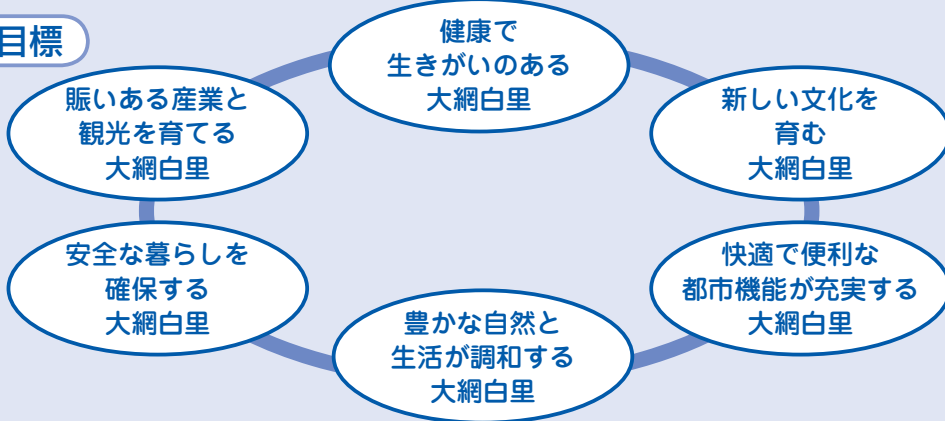 目標
健康で
生きがいのある
大網白里
賑いある産業と
観光を育てる
大網白里
新しい文化を
育む
大網白里
安全な暮らしを
確保する
大網白里
快適で便利な
都市機能が充実する
大網白里
豊かな自然と
生活が調和する
大網白里